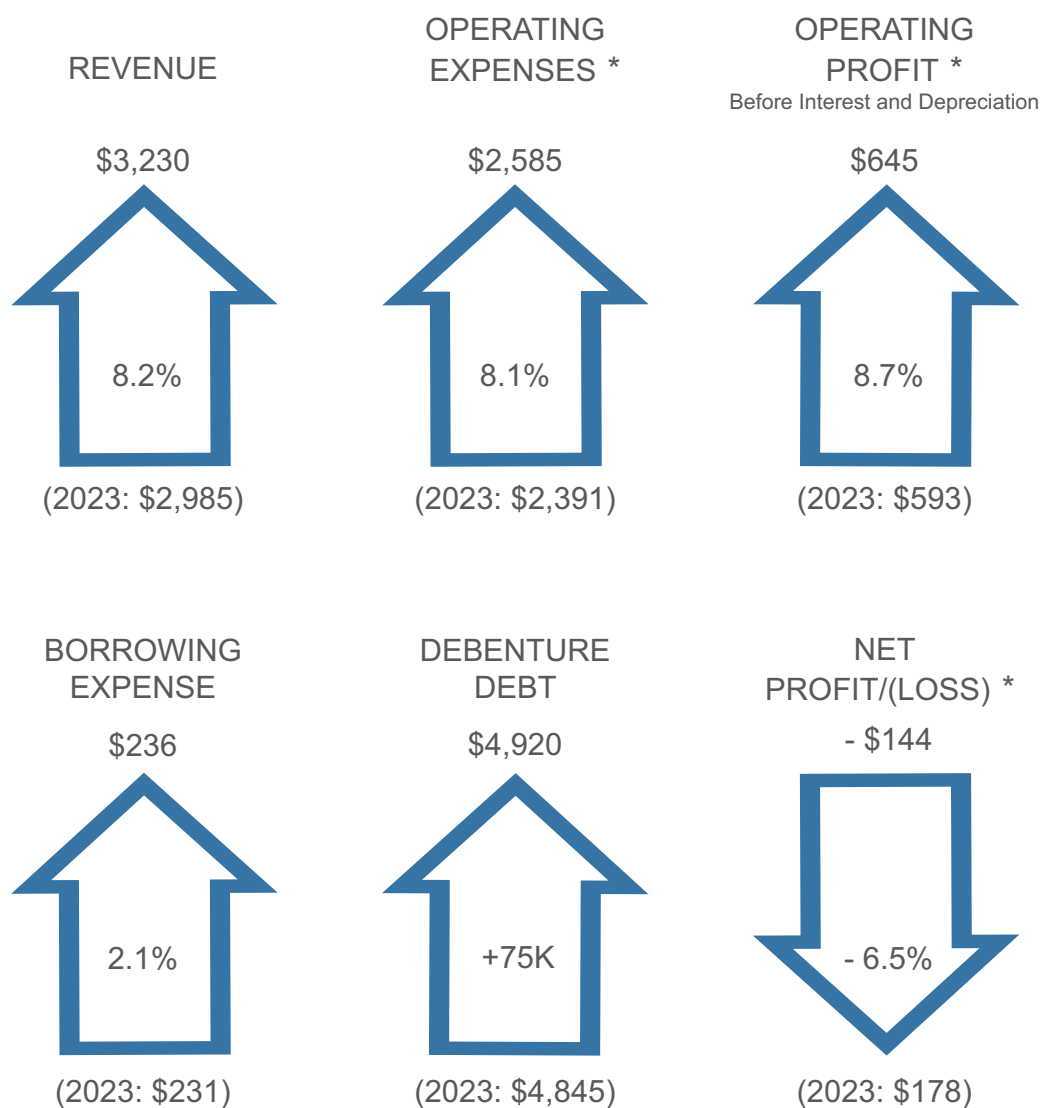 REVENUE
$3,230
8.2%
(2023: $2,985)
OPERATING
EXPENSES *
$2,585
8.1%
(2023: $2,391)
OPERATING
PROFIT *
Before Interest and Depreciation
$645
8.7%
(2023: $593)
BORROWING
EXPENSE
$236
2.1%
(2023: $231)
DEBENTURE
DEBT
$4,920
+75K
(2023: $4,845)
NET
PROFIT/(LOSS) *
- $144
- 6.5%
(2023: $178)